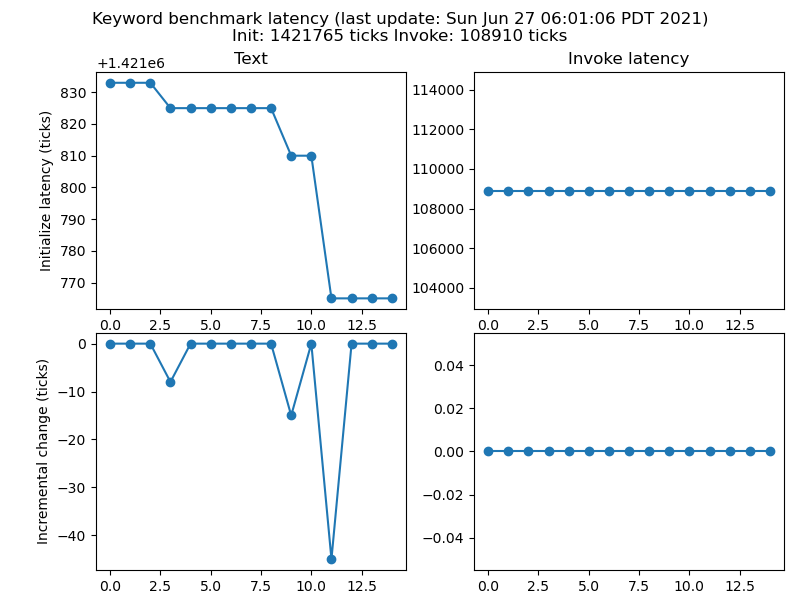 Keyword benchmark latency (last update: Sun Jun 27 06:01:06 PDT 2021)
Init: 1421765 ticks Invoke: 108910 ticks
Text
+1.421e6
830
820
810
800
790
780
770
Initialize latency (ticks)
0.0 2.5 5.0 7.5 10.0 12.5
Invoke latency
114000
112000
110000
108000
106000
104000
0.0 2.5 5.0 7.5 10.0 12.5
0
−10
−20
−30
−40
Incremental change (ticks)
0.0 2.5 5.0 7.5 10.0 12.5
0.04
0.02
0.00
−0.02
−0.04
0.0 2.5 5.0 7.5 10.0 12.5